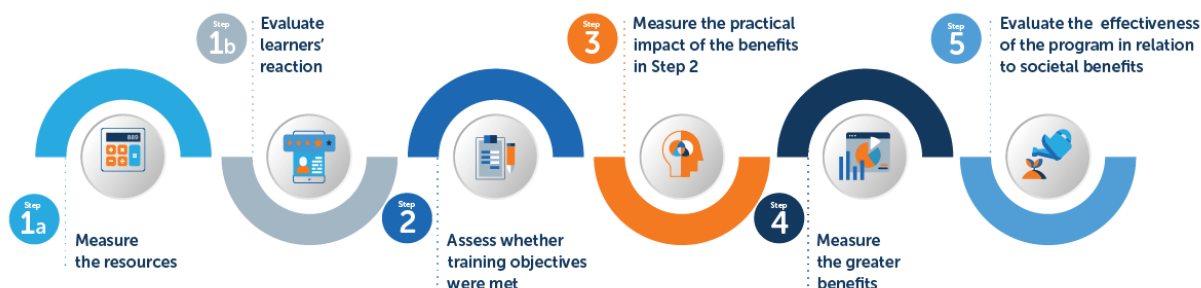 Step
1a
Measure
the resources
Step
1b
Evaluate
learners'
reaction
Step
2
Assess whether
training objectives
were met
Step
3
Measure the practical
impact of the benefits
in Step 2
Step
4
Measure
the greater
benefits
Step
5
Evaluate the effectiveness
of the program in relation
to societal benefits
889